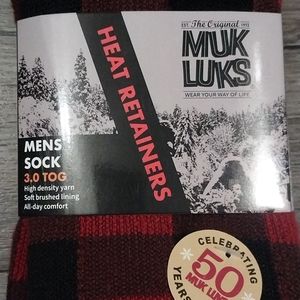 EST. The Original 1972
MUK
LUKS
WEAR YOUR WAY OF LIFE
HEAT RETAINERS
MENS
SOCK
3.0 TOG
High density yarn
Soft brushed lining
All-day comfort
CELEBRATING
50
MUK LUKS
YEARS